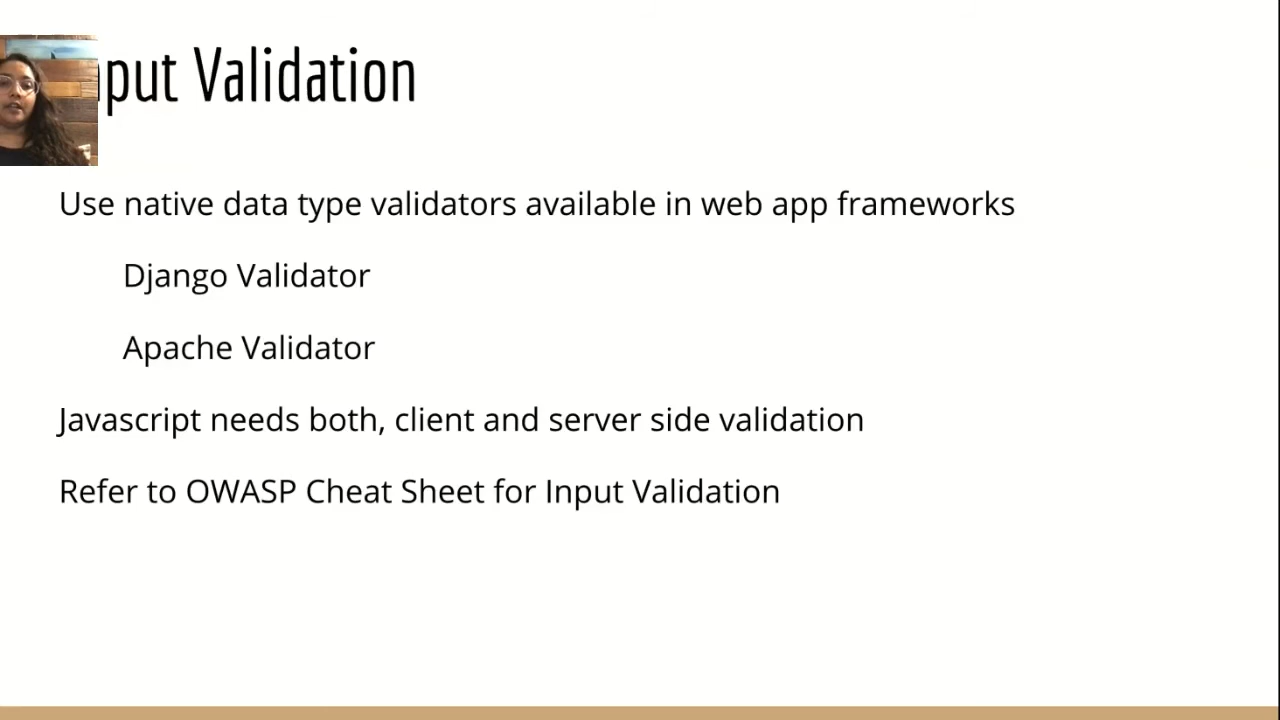 nput Validation
Use native data type validators available in web app frameworks
Django Validator
Apache Validator
Javascript needs both, client and server side validation
Refer to OWASP Cheat Sheet for Input Validation